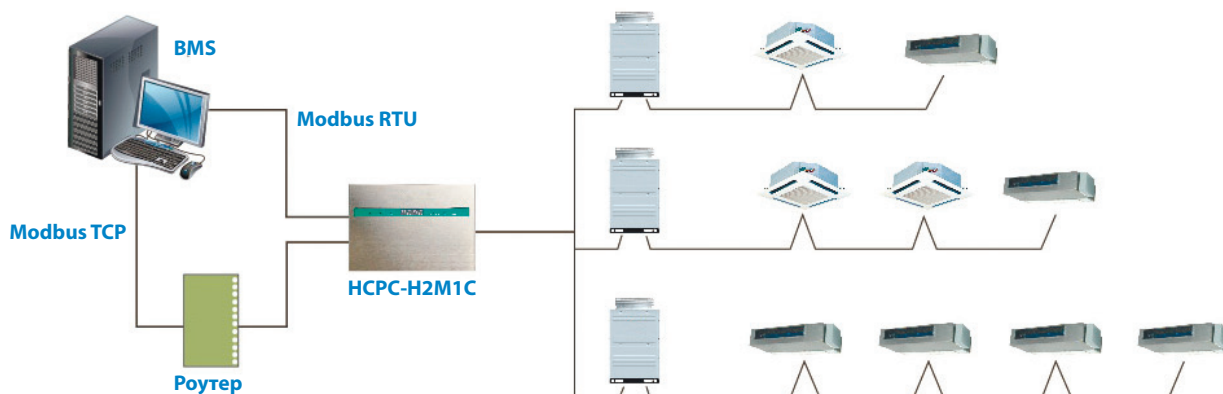 BMS
Modbus RTU
Modbus TCP
HCPC-H2M1C
Роутер